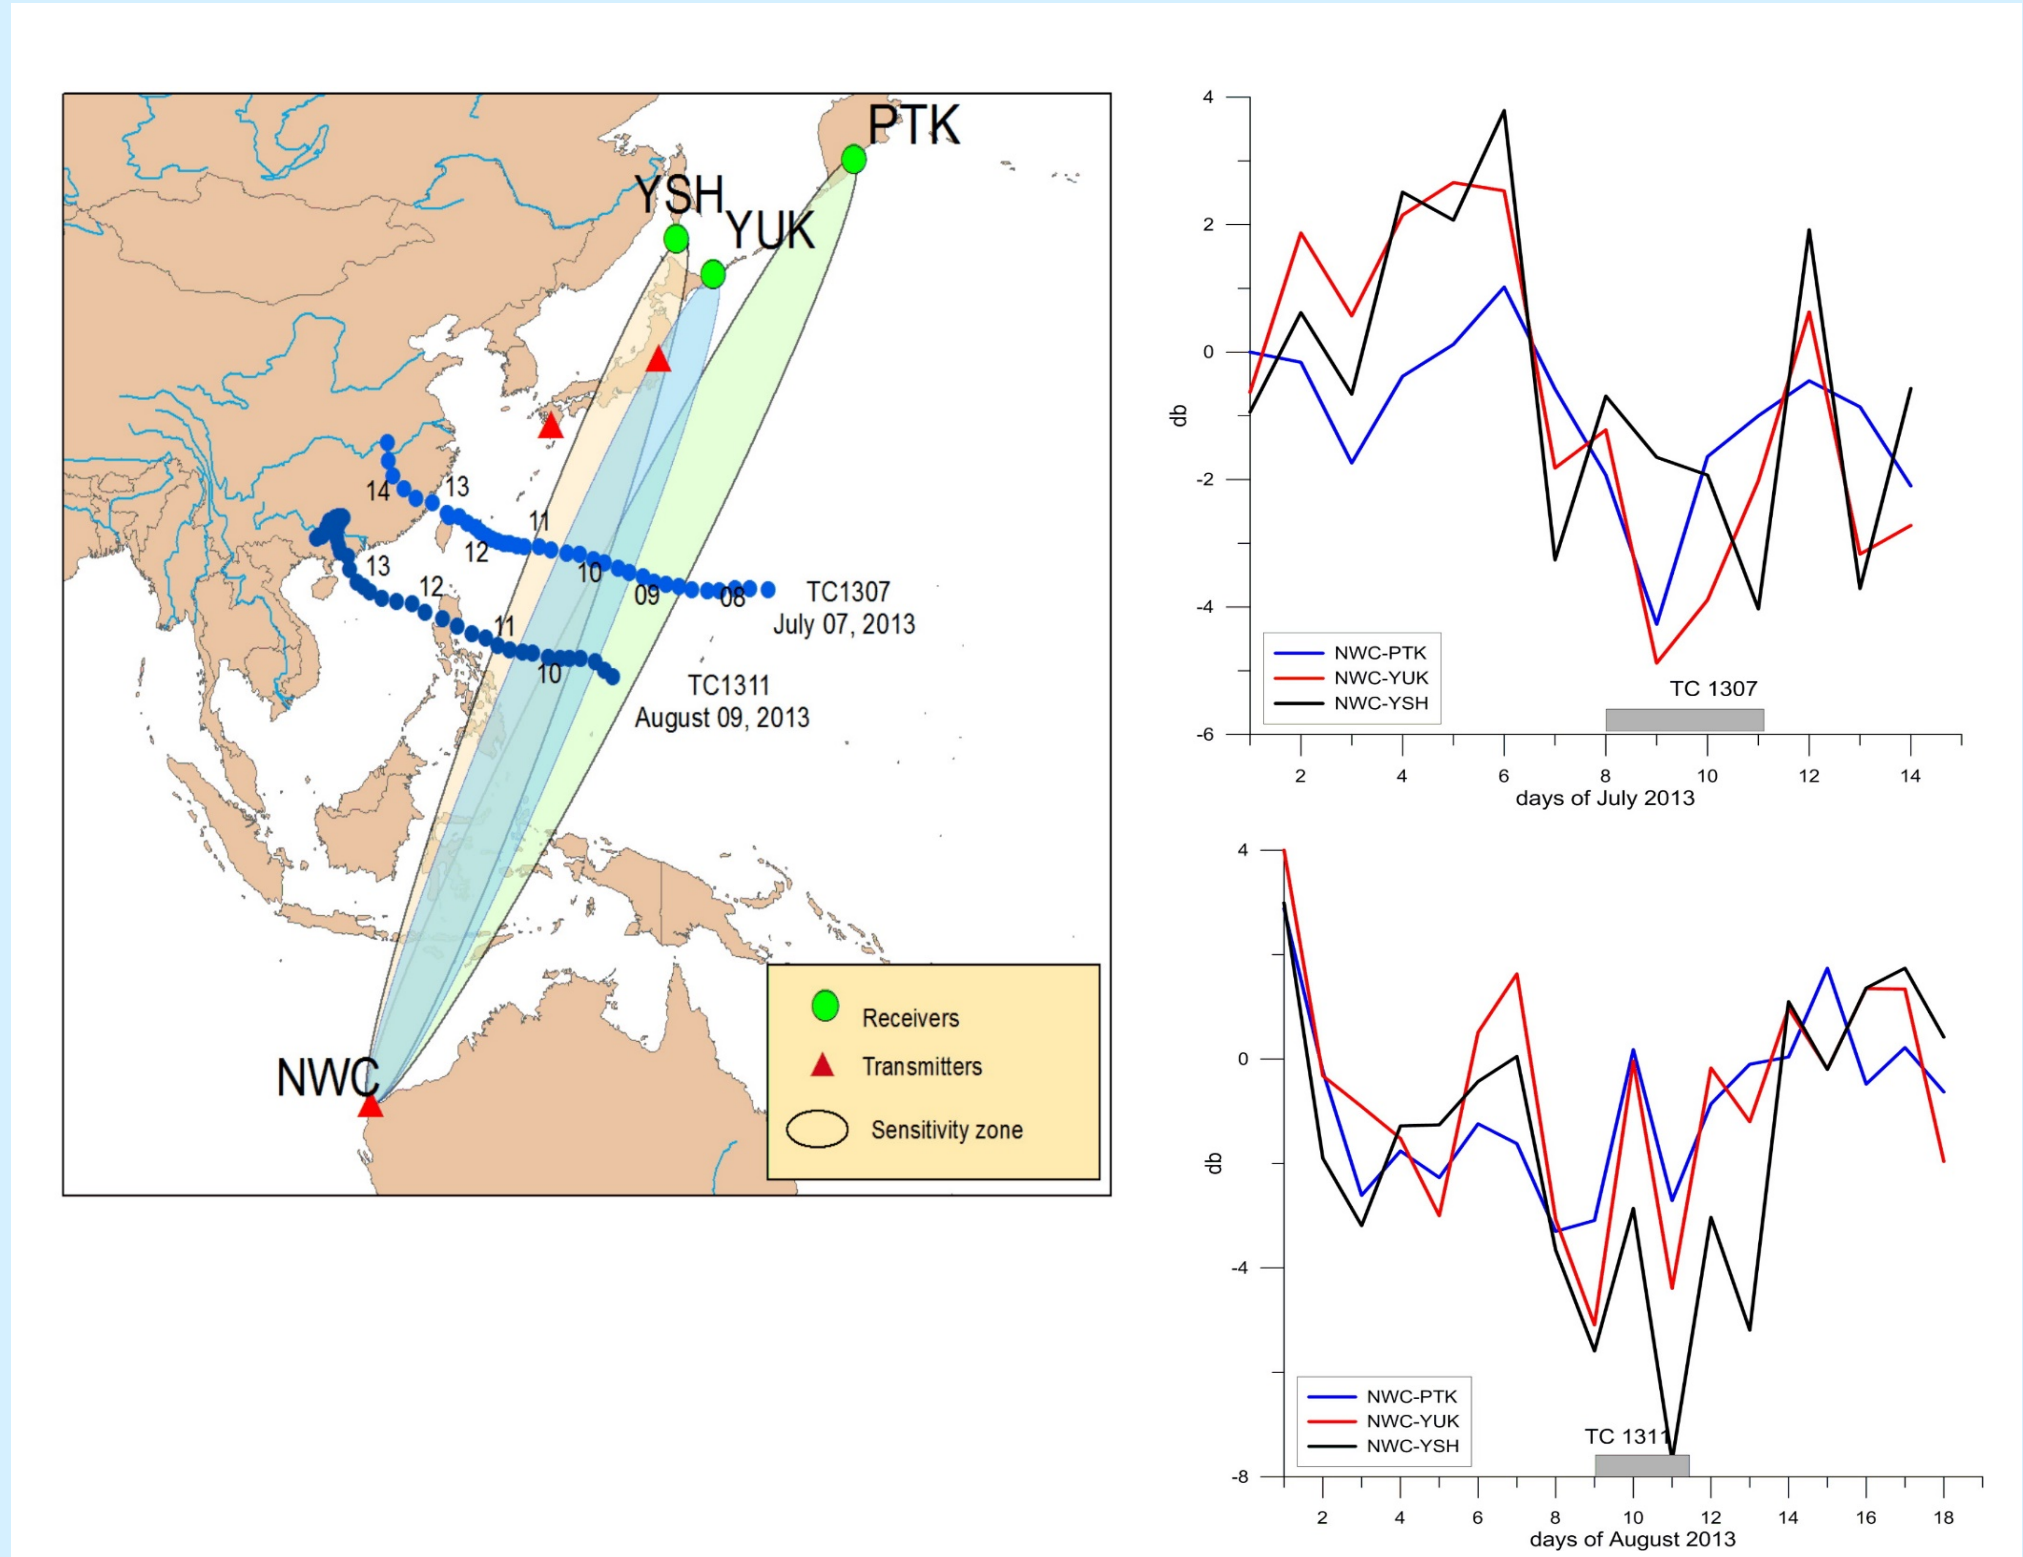 PTK
YSH
YUK
14
13
11
12
10
09
08
TC1307
July 07, 2013
13
12
11
10
TC1311
August 09, 2013
NWC
Receivers
Transmitters
Sensitivity zone
4
2
0
-2
-4
-6
db
NWC-PTK
NWC-YUK
NWC-YSH
TC 1307
2 4 6 8 10 12 14
days of July 2013
4
0
-4
-8
db
NWC-PTK
NWC-YUK
NWC-YSH
TC 1311
2 4 6 8 10 12 14 16 18
days of August 2013